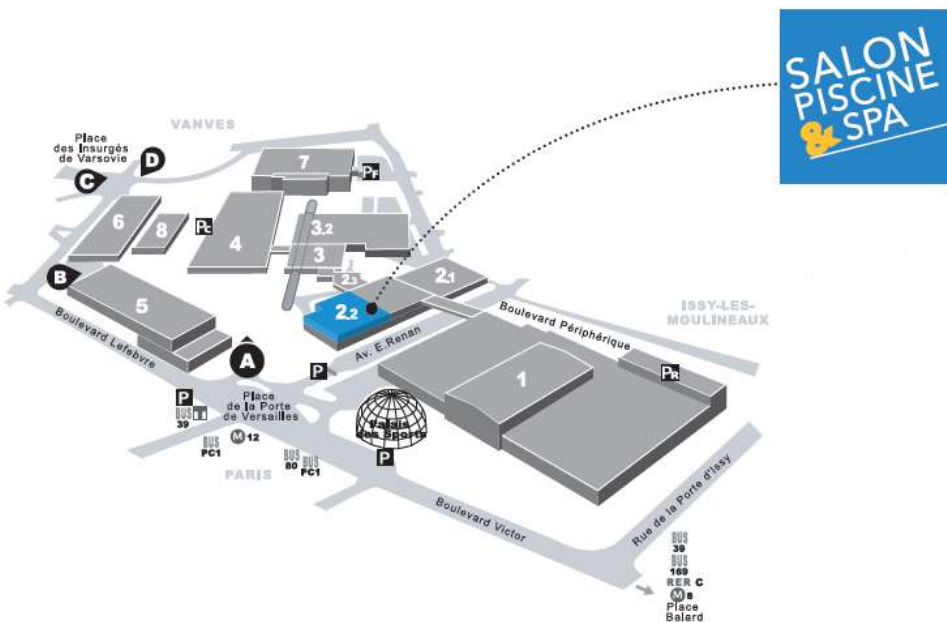 SALON
PISCINE
& SPA
VANVES
Place
des Insurgés
de Varsovie
D
C
7
PF
6
8
PC
4
3.2
3
B
5
2.1
2.2
Boulevard Lefebvre
A
Av. E.Renan
Boulevard Périphérique
ISSY-LES-
MOULINEAUX
P
1
PR
P
BUS
39
Place
de la Porte
de Versailles
Palais
des Sports
P
BUS
PC1
M 12
BUS
80
BUS
PC1
PARIS
Boulevard Victor
Rue de la Porte d'Issy
BUS
39
BUS
169
RER C
M 8
Place
Balard